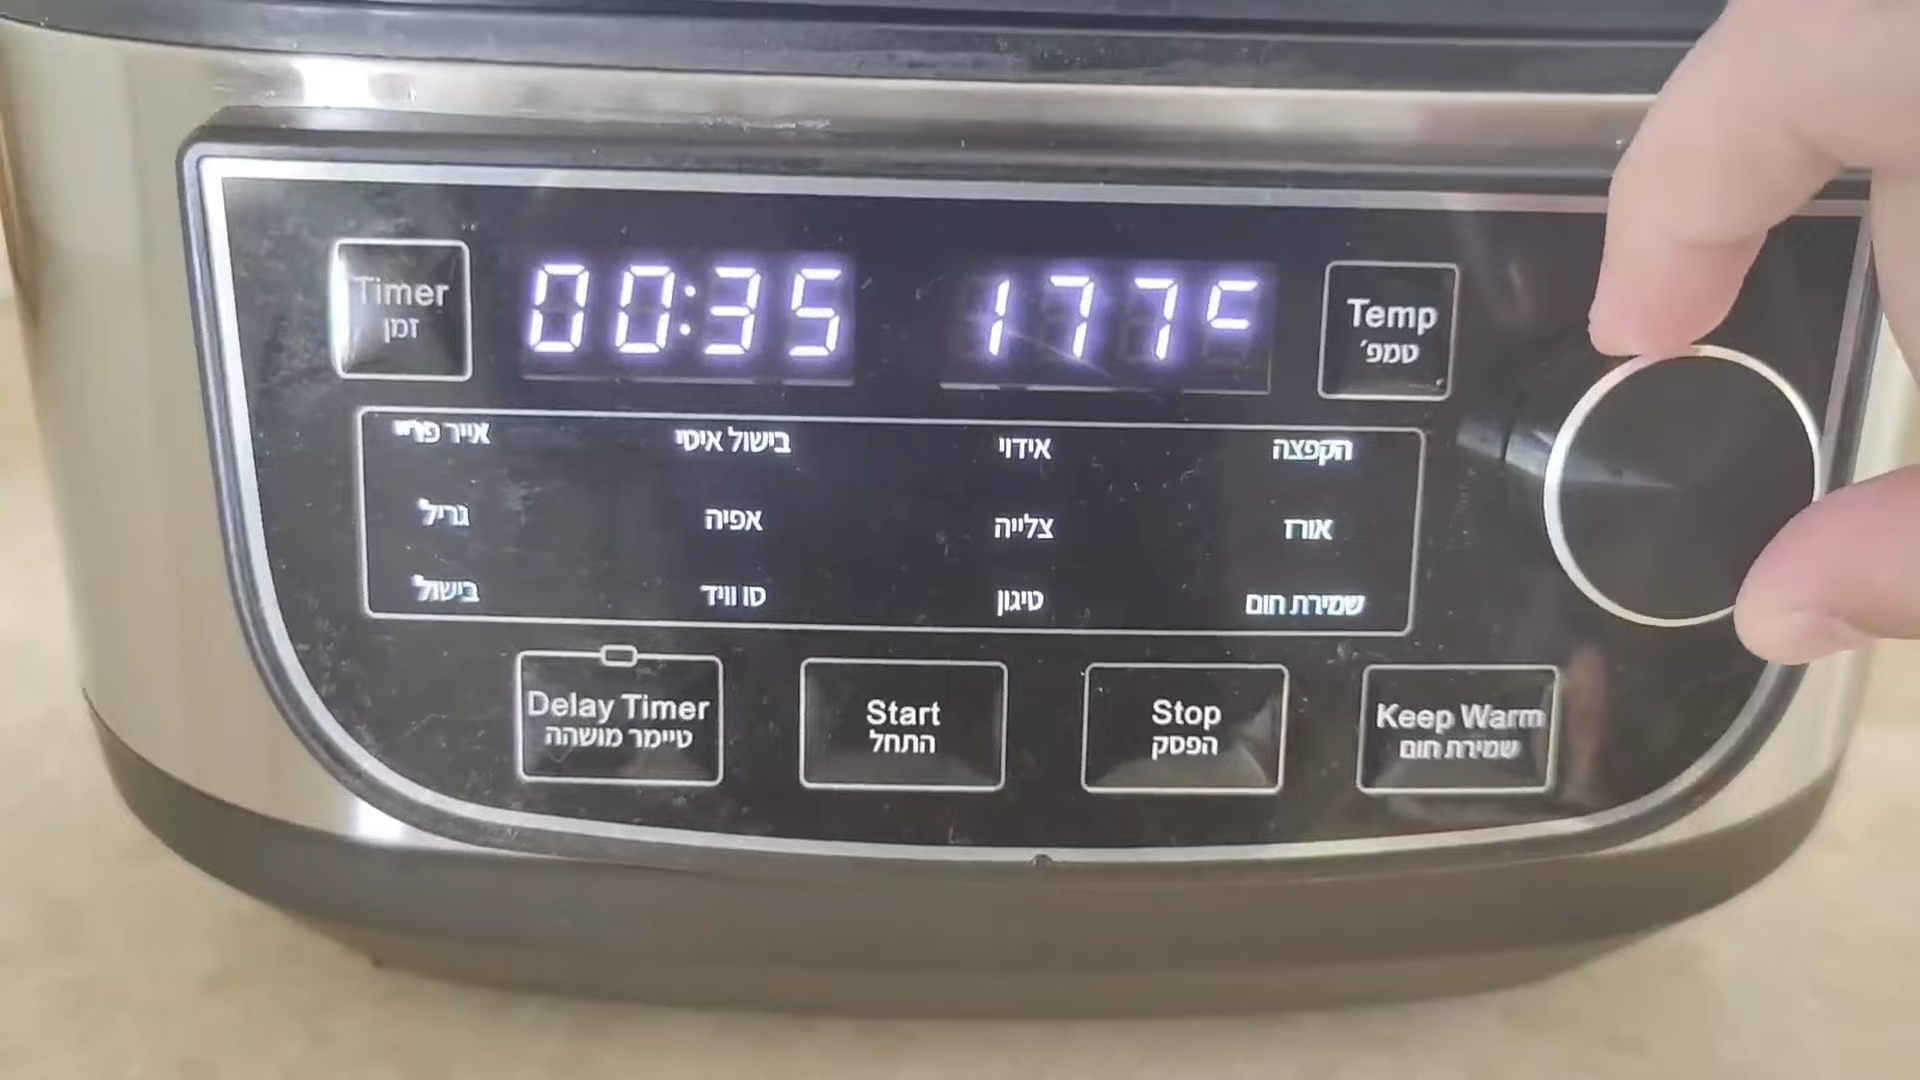 Timer
זמן
00:35
177c
Temp
טמפ׳
אייר פריי
בישול איטי
אידוי
הקפצה
גריל
אפיה
צלייה
אורז
בישול
סו וויד
טיגון
שמירת חום
Delay Timer
טיימר מושהה
Start
התחל
Stop
הפסק
Keep Warm
שמירת חום